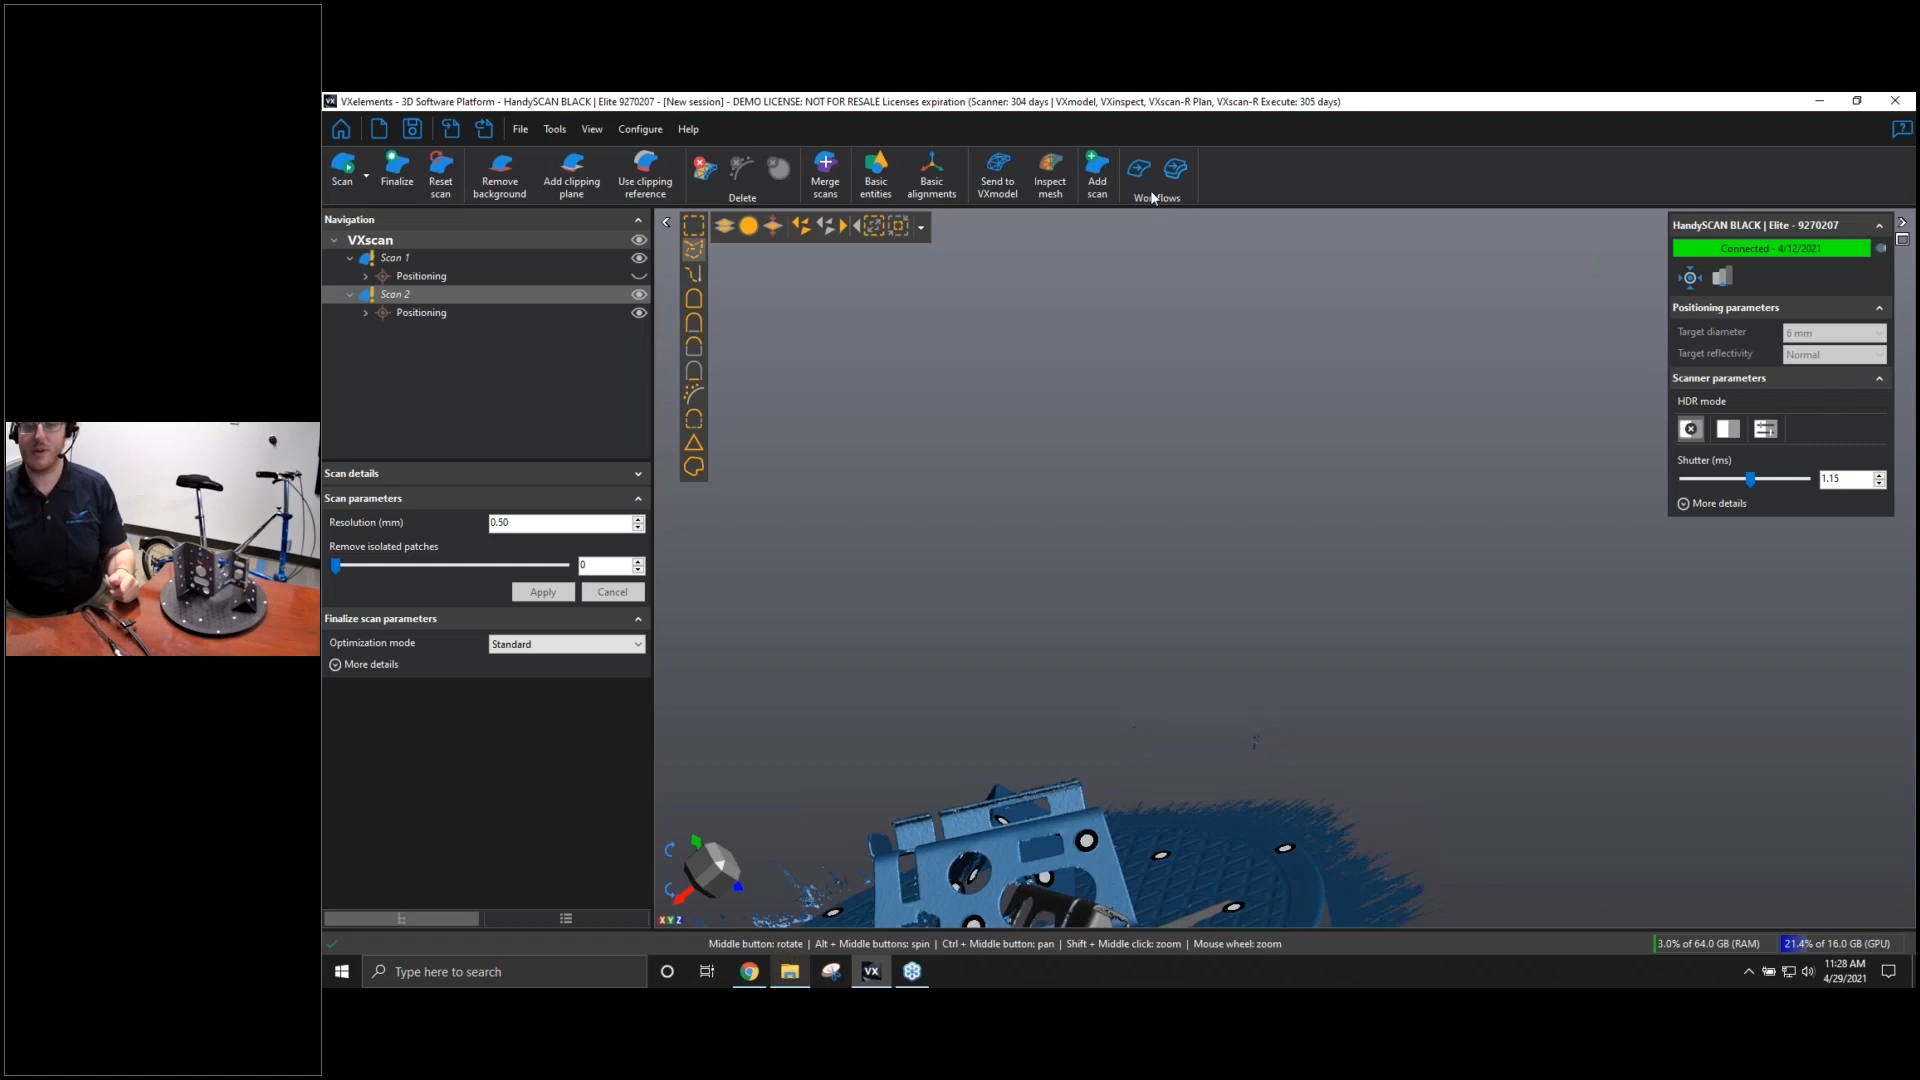 VXelements - 3D Software Platform - HandySCAN BLACK | Elite 9270207 - [New session] - DEMO LICENSE: NOT FOR RESALE Licenses expiration (Scanner: 304 days | VXmodel, VXinspect, VXscan-R Plan, VXscan-R Execute: 305 days)
File Tools View Configure Help
Scan
Finalize
Reset
scan
Remove
background
Add clipping
plane
Use clipping
reference
Delete
Merge
scans
Basic
entities
Basic
alignments
Send to
VXmodel
Inspect
mesh
Add
scan
Workflows
Navigation
VXscan
Scan 1
Positioning
Scan 2
Positioning
Scan details
Scan parameters
Resolution (mm) 0.50
Remove isolated patches
0
Apply Cancel
Finalize scan parameters
Optimization mode Standard
More details
HandySCAN BLACK | Elite - 9270207
Connected - 4/12/2021
Positioning parameters
Target diameter 6 mm
Target reflectivity Normal
Scanner parameters
HDR mode
Shutter (ms)
1.15
More details
X Y Z
Middle button: rotate | Alt + Middle buttons: spin | Ctrl + Middle button: pan | Shift + Middle click: zoom | Mouse wheel: zoom
3.0% of 64.0 GB (RAM) 21.4% of 16.0 GB (GPU)
Type here to search
VX
11:28 AM
4/29/2021